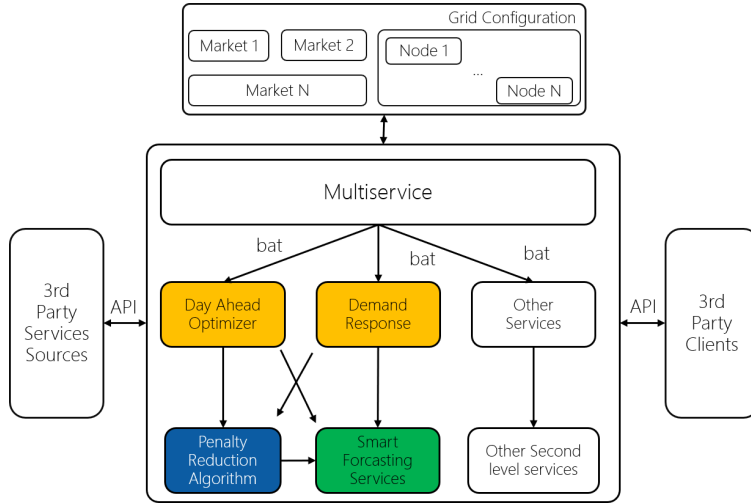 Grid Configuration
Market 1
Market 2
Market N
Node 1
...
Node N
Multiservice
bat
bat
bat
3rd
Party
Services
Sources
API
Day Ahead
Optimizer
Demand
Response
Other
Services
API
3rd
Party
Clients
Penalty
Reduction
Algorithm
Smart
Forcasting
Services
Other Second
level services